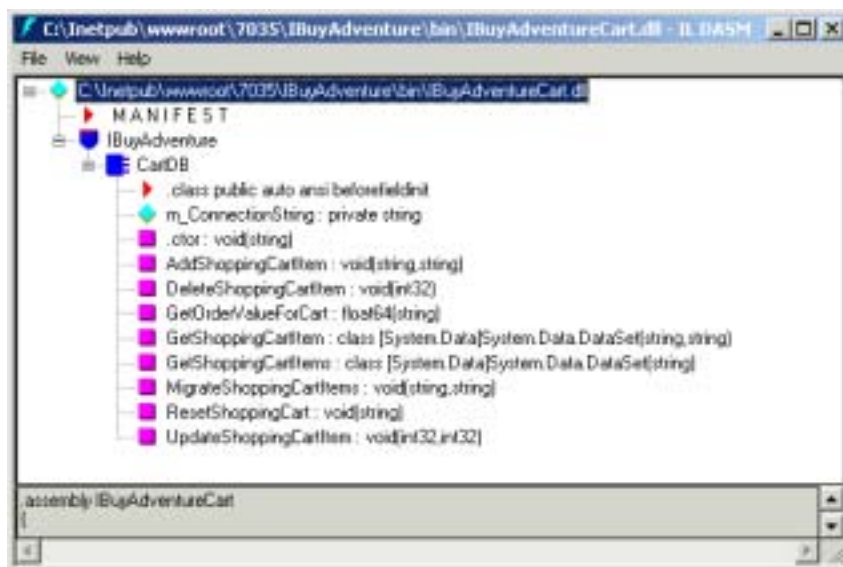 C:\Inetpub\wwwroot\7035\IBuyAdventure\bin\IBuyAdventureCart.dll - IL DASM
File View Help
C:\Inetpub\wwwroot\7035\IBuyAdventure\bin\IBuyAdventureCart.dll
M A N I F E S T
IBuyAdventure
CartDB
.class public auto ansi beforefieldinit
m_ConnectionString : private string
.ctor : void(string)
AddShoppingCartItem : void(string,string)
DeleteShoppingCartItem : void(int32)
GetOrderValueForCart : float64(string)
GetShoppingCartItem : class [System.Data]System.Data.DataSet(string,string)
GetShoppingCartItems : class [System.Data]System.Data.DataSet(string)
MigrateShoppingCartItems : void(string,string)
ResetShoppingCart : void(string)
UpdateShoppingCartItem : void(int32,int32)
.assembly IBuyAdventureCart
{